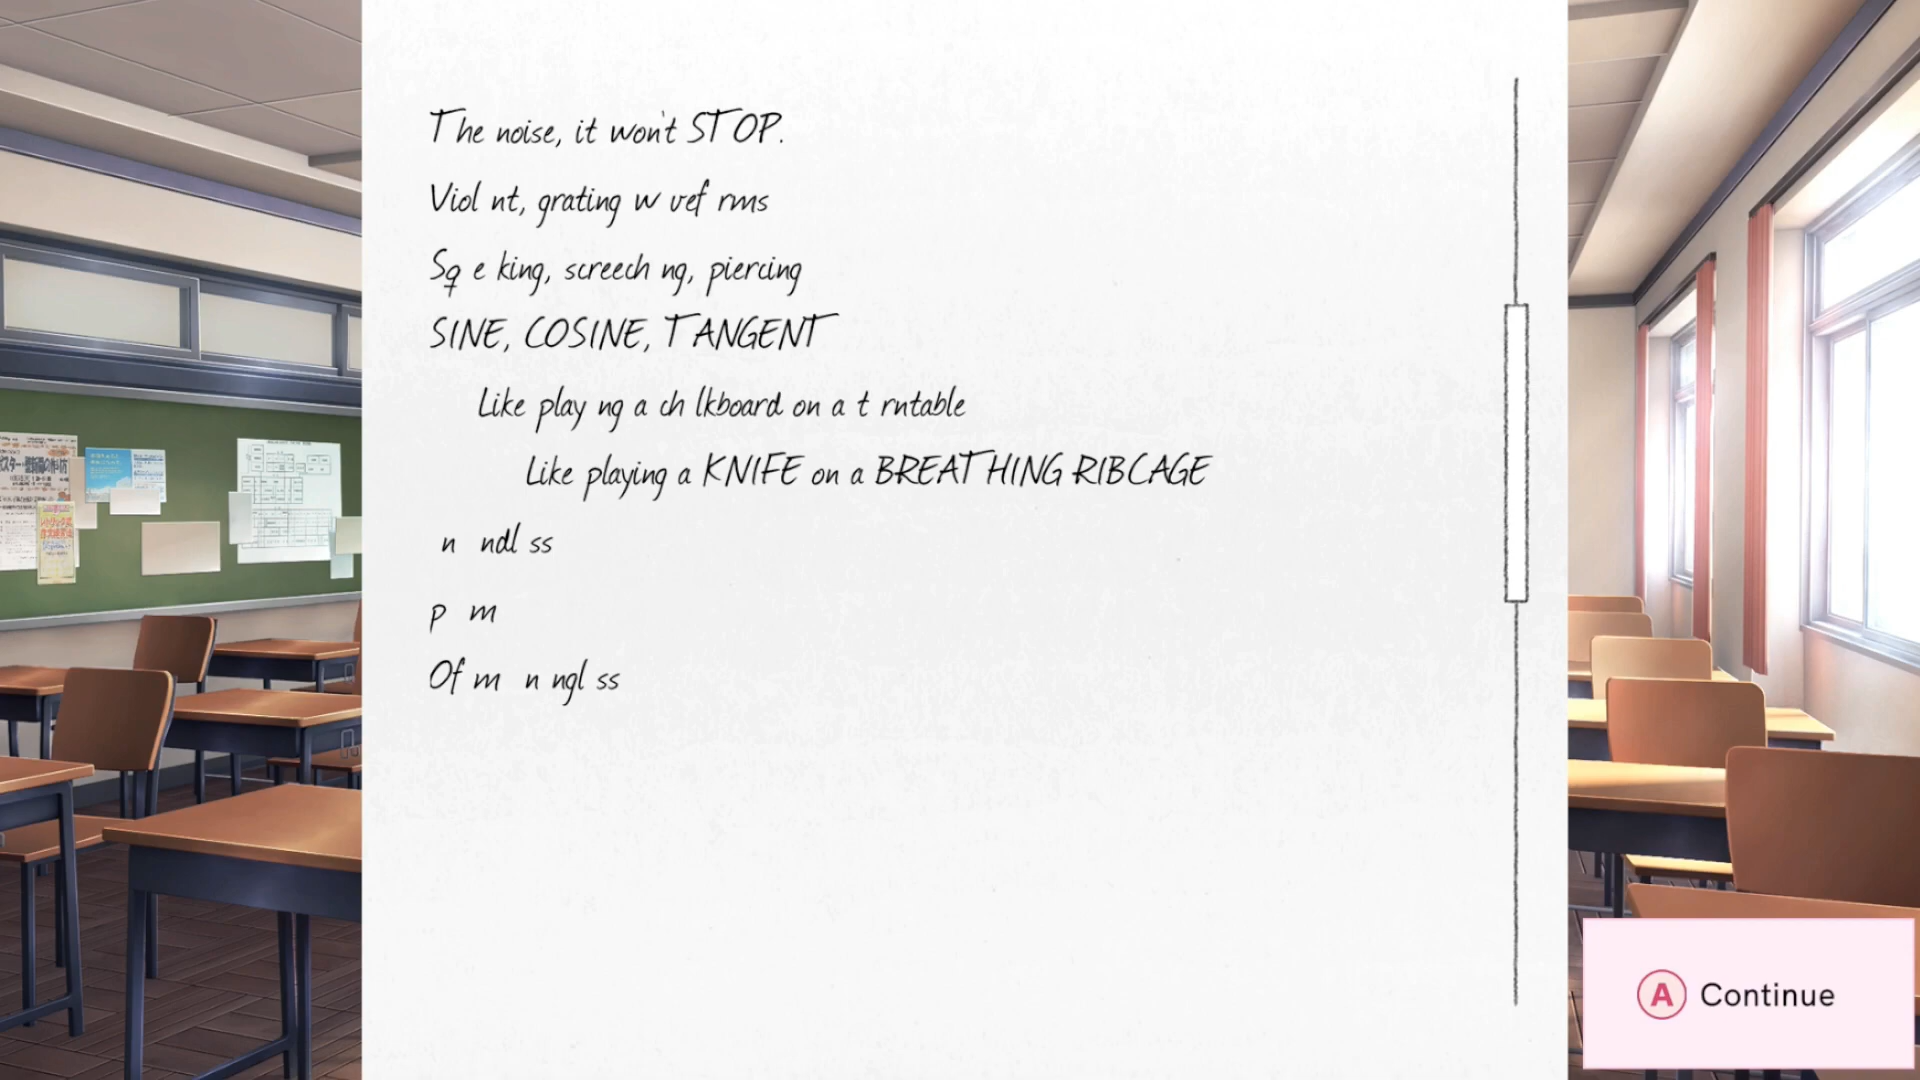 The noise, it won't STOP.
Viol nt, grating w vef rms
Sq e king, screech ng, piercing
SINE, COSINE, TANGENT
Like play ng a ch lkboard on a t rntable
Like playing a KNIFE on a BREATHING RIBCAGE
n ndl ss
p m
Of m n ngl ss
A Continue